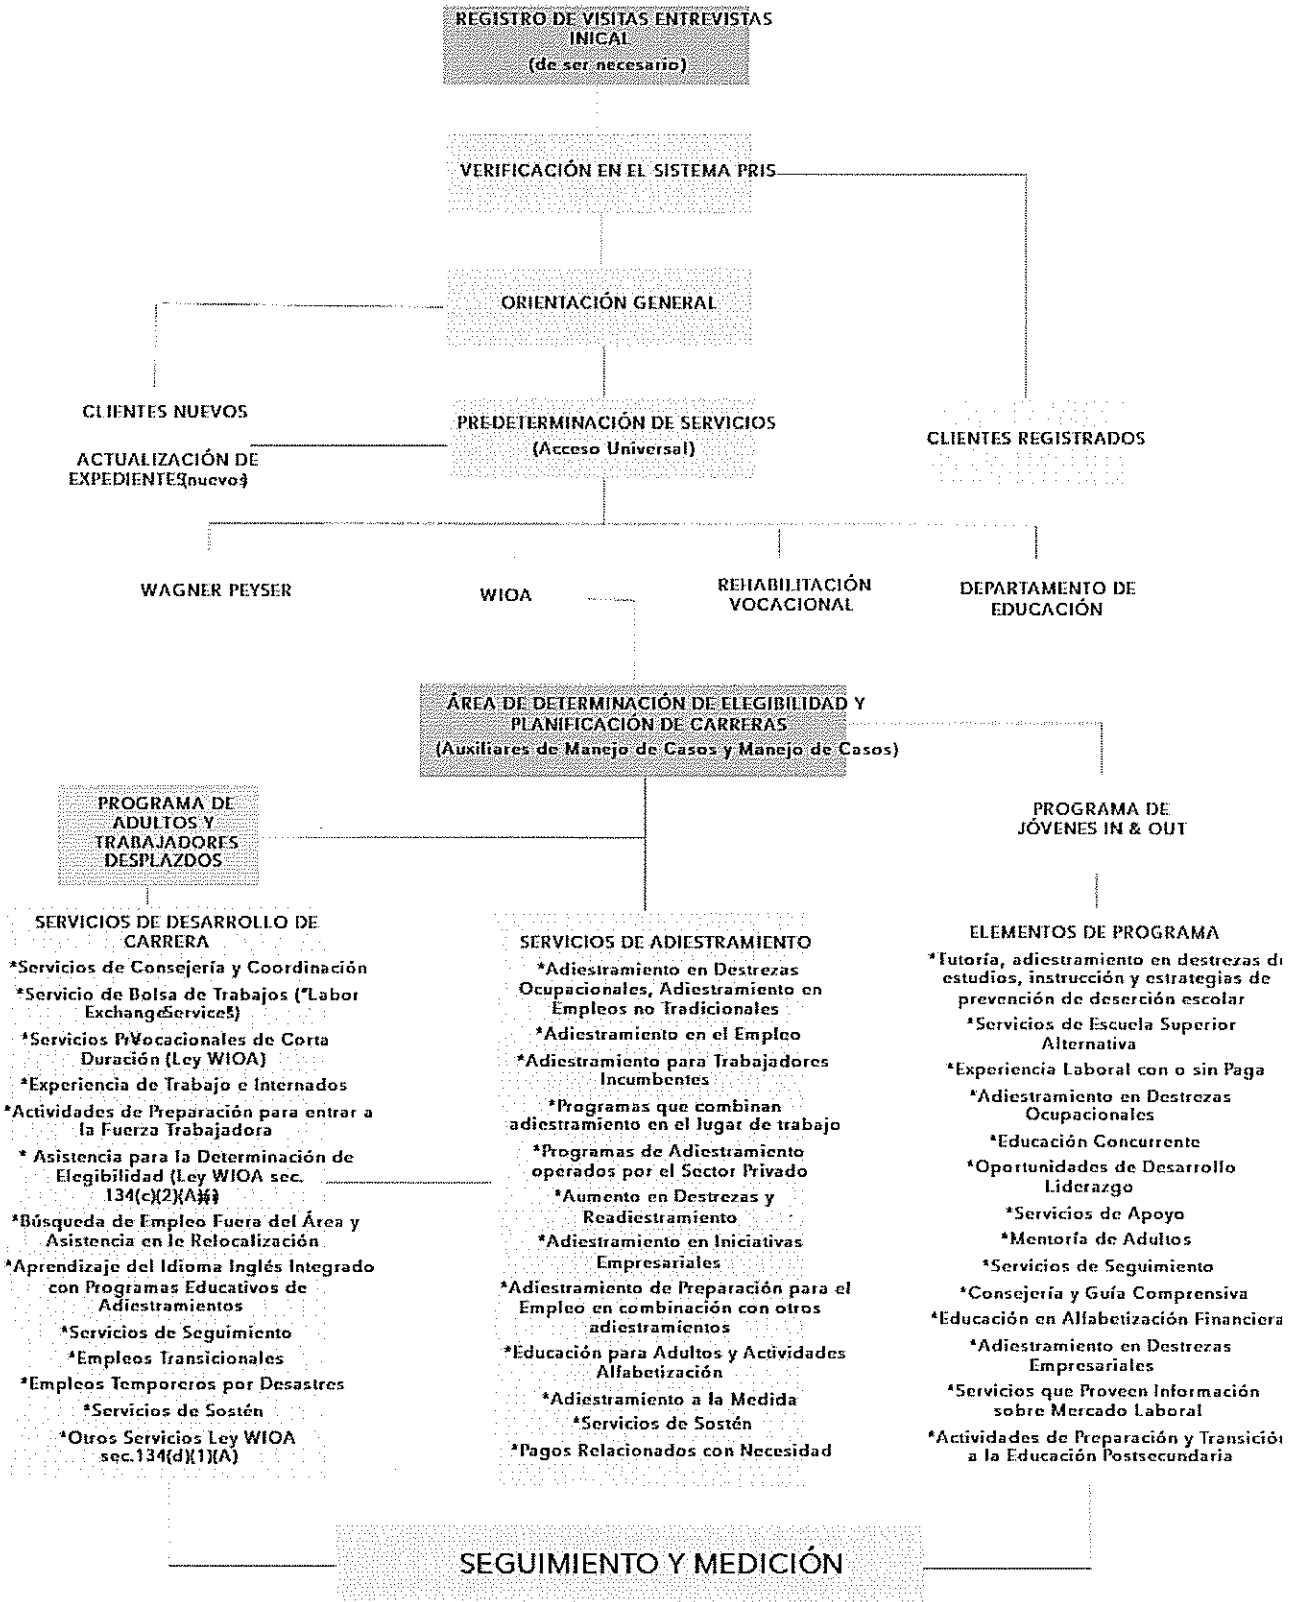 REGISTRO DE VISITAS ENTREVISTAS
INICAL
(de ser necesario)
VERIFICACIÓN EN EL SISTEMA PRIS
ORIENTACIÓN GENERAL
CLIENTES NUEVOS
ACTUALIZACIÓN DE
EXPEDIENTES(nuevos)
PREDETERMINACIÓN DE SERVICIOS
(Acceso Universal)
CLIENTES REGISTRADOS
WAGNER PEYSER
WIOA
REHABILITACIÓN
VOCACIONAL
DEPARTAMENTO DE
EDUCACIÓN
ÁREA DE DETERMINACIÓN DE ELEGIBILIDAD Y
PLANIFICACIÓN DE CARRERAS
(Auxiliares de Manejo de Casos y Manejo de Casos)
PROGRAMA DE
ADULTOS Y
TRABAJADORES
DESPLAZDOS
PROGRAMA DE
JÓVENES IN & OUT
SERVICIOS DE DESARROLLO DE
CARRERA
*Servicios de Consejería y Coordinación
*Servicio de Bolsa de Trabajos ("Labor
ExchangeServices)
*Servicios PrVocacionales de Corta
Duración (Ley WIOA)
*Experiencia de Trabajo e Internados
*Actividades de Preparación para entrar a
la Fuerza Trabajadora
* Asistencia para la Determinación de
Elegibilidad (Ley WIOA sec.
134(c)(2)(A)
*Búsqueda de Empleo Fuera del Área y
Asistencia en le Relocalización
*Aprendizaje del Idioma Inglés Integrado
con Programas Educativos de
Adiestramientos
*Servicios de Seguimiento
*Empleos Transicionales
*Empleos Temporeros por Desastres
*Servicios de Sostén
*Otros Servicios Ley WIOA
sec.134(d)(1)(A)
SERVICIOS DE ADIESTRAMIENTO
*Adiestramiento en Destrezas
Ocupacionales, Adiestramiento en
Empleos no Tradicionales
*Adiestramiento en el Empleo
*Adiestramiento para Trabajadores
Incumbentes
*Programas que combinan
adiestramiento en el lugar de trabajo
*Programas de Adiestramiento
operados por el Sector Privado
*Aumento en Destrezas y
Readiestramiento
*Adiestramiento en Iniciativas
Empresariales
*Adiestramiento de Preparación para el
Empleo en combinación con otros
adiestramientos
*Educación para Adultos y Actividades
Alfabetización
*Adiestramiento a la Medida
*Servicios de Sostén
*Pagos Relacionados con Necesidad
ELEMENTOS DE PROGRAMA
*Tutoría, adiestramiento en destrezas d
estudios, instrucción y estrategias de
prevención de deserción escolar
*Servicios de Escuela Superior
Alternativa
*Experiencia Laboral con o sin Paga
*Adiestramiento en Destrezas
Ocupacionales
*Educación Concurrente
*Oportunidades de Desarrollo
Liderazgo
*Servicios de Apoyo
*Mentoría de Adultos
*Servicios de Seguimiento
*Consejería y Guía Comprensiva
*Educación en Alfabetización Financiera
*Adiestramiento en Destrezas
Empresariales
*Servicios que Proveen Información
sobre Mercado Laboral
*Actividades de Preparación y Transició
a la Educación Postsecundaria
SEGUIMIENTO Y MEDICIÓN